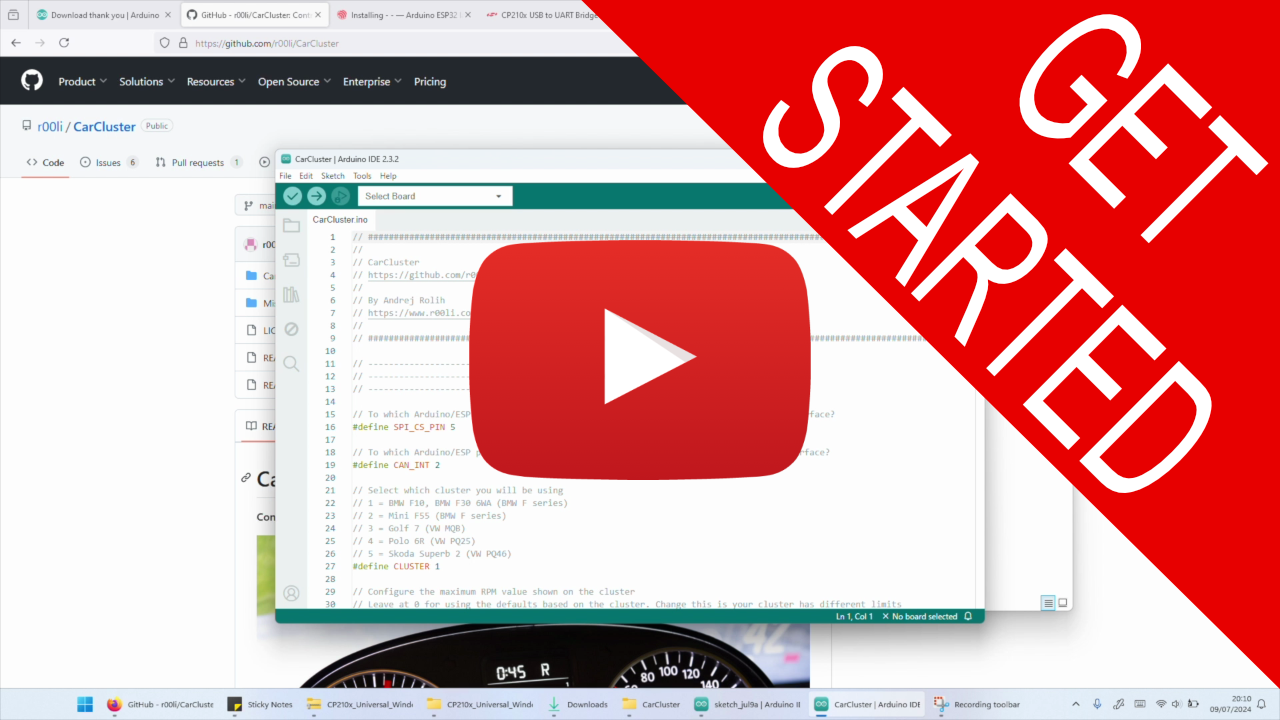 Download thank you | Arduino
GitHub - r00li/CarCluster: Cont
Installing - - — Arduino ESP32
CP210x USB to UART Bridge
https://github.com/r00li/CarCluster
Product
Solutions
Resources
Open Source
Enterprise
Pricing
r00li / CarCluster Public
Code
Issues 6
Pull requests 1
GET
STARTED
CarCluster | Arduino IDE 2.3.2
File Edit Sketch Tools Help
Select Board
CarCluster.ino
1 // ####
2 //
3 // CarCluster
4 // https://github.com/r0
5 //
6 // By Andrej Rolih
7 // https://www.r00li.co
8 //
9 // ####
10
11 // ----------------------
12 // ----------------------
13 // ----------------------
14
15 // To which Arduino/ESP rface?
16 #define SPI_CS_PIN 5
17
18 // To which Arduino/ESP p rface?
19 #define CAN_INT 2
20
21 // Select which cluster you will be using
22 // 1 = BMW F10, BMW F30 6WA (BMW F series)
23 // 2 = Mini F55 (BMW F series)
24 // 3 = Golf 7 (VW MQB)
25 // 4 = Polo 6R (VW PQ25)
26 // 5 = Skoda Superb 2 (VW PQ46)
27 #define CLUSTER 1
28
29 // Configure the maximum RPM value shown on the cluster
30 // Leave at 0 for using the defaults based on the cluster. Change this is your cluster has different limits
Ln 1, Col 1 No board selected
mai
r00
Ca
Mis
LIC
REA
REA
REA
Ca
Con
0:45 R
80 100 120
140
42
GitHub - r00li/CarCluste
Sticky Notes
CP210x_Universal_Windo
CP210x_Universal_Windo
Downloads
CarCluster
sketch_jul9a | Arduino II
CarCluster | Arduino IDE
Recording toolbar
20:10
09/07/2024